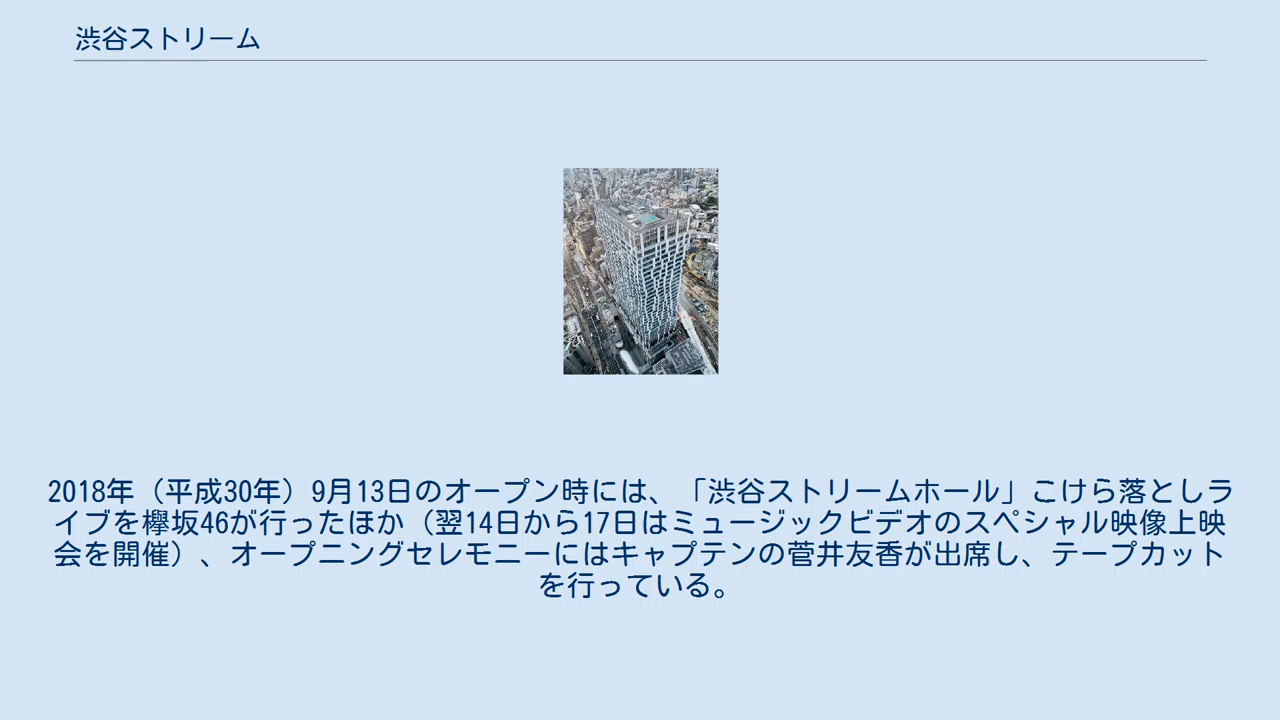 渋谷ストリーム
2018年（平成30年）9月13日のオープン時には、「渋谷ストリームホール」こけら落としラ
イブを欅坂46が行ったほか（翌14日から17日はミュージックビデオのスペシャル映像上映
会を開催）、オープニングセレモニーにはキャプテンの菅井友香が出席し、テープカット
を行っている。